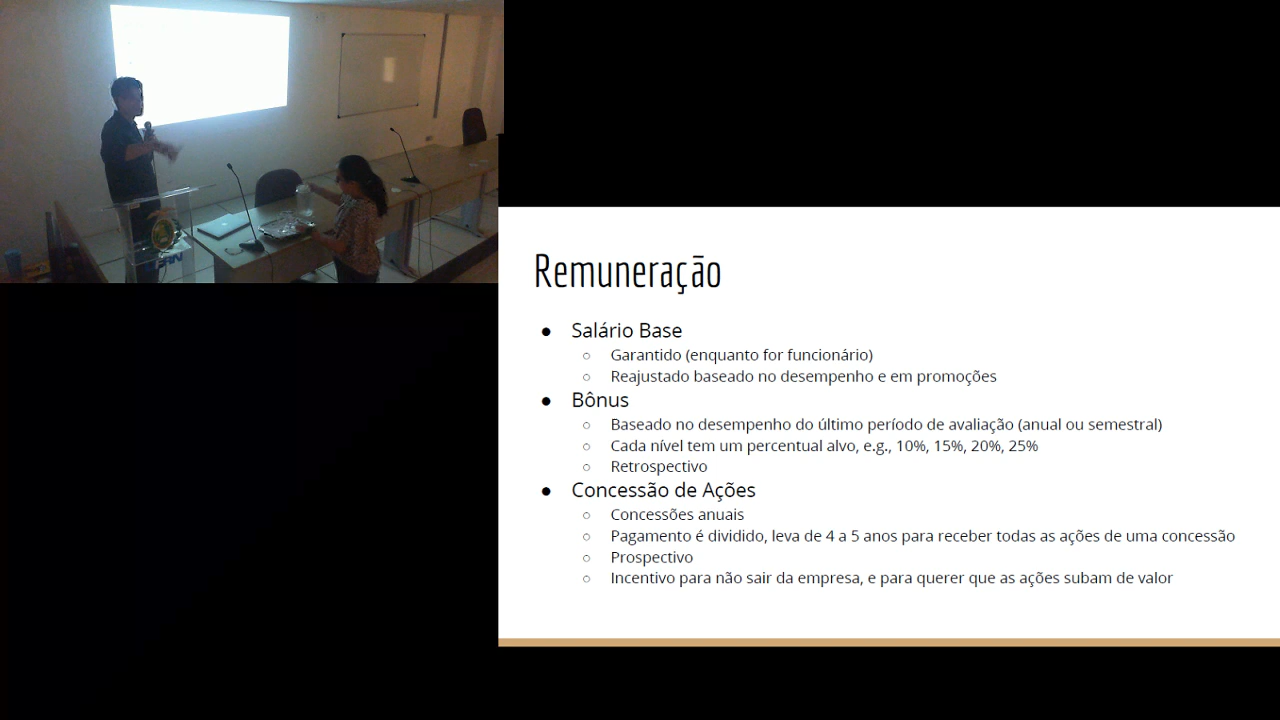 Remuneração
● Salário Base
○ Garantido (enquanto for funcionário)
○ Reajustado baseado no desempenho e em promoções
● Bônus
○ Baseado no desempenho do último período de avaliação (anual ou semestral)
○ Cada nível tem um percentual alvo, e.g., 10%, 15%, 20%, 25%
○ Retrospectivo
● Concessão de Ações
○ Concessões anuais
○ Pagamento é dividido, leva de 4 a 5 anos para receber todas as ações de uma concessão
○ Prospectivo
○ Incentivo para não sair da empresa, e para querer que as ações subam de valor